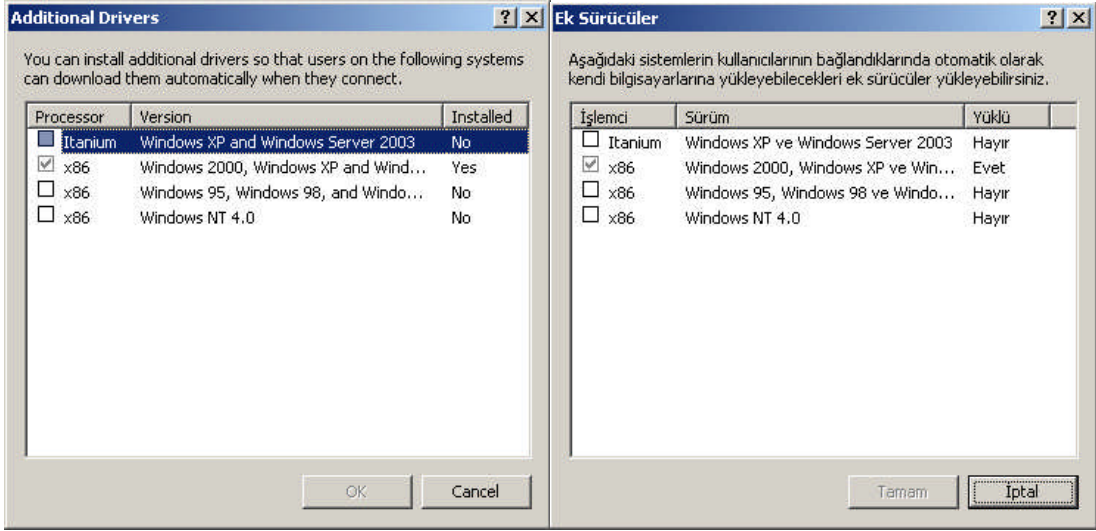 Additional Drivers
You can install additional drivers so that users on the following systems
can download them automatically when they connect.
Processor Version Installed
Itanium Windows XP and Windows Server 2003 No
x86 Windows 2000, Windows XP and Wind... Yes
x86 Windows 95, Windows 98, and Windo... No
x86 Windows NT 4.0 No
OK Cancel
Ek Sürücüler
Aşağıdaki sistemlerin kullanıcılarının bağlandıklarında otomatik olarak
kendi bilgisayarlarına yükleyebilecekleri ek sürücüler yükleyebilirsiniz.
İşlemci Sürüm Yüklü
Itanium Windows XP ve Windows Server 2003 Hayır
x86 Windows 2000, Windows XP ve Win... Evet
x86 Windows 95, Windows 98 ve Windo... Hayır
x86 Windows NT 4.0 Hayır
Tamam İptal